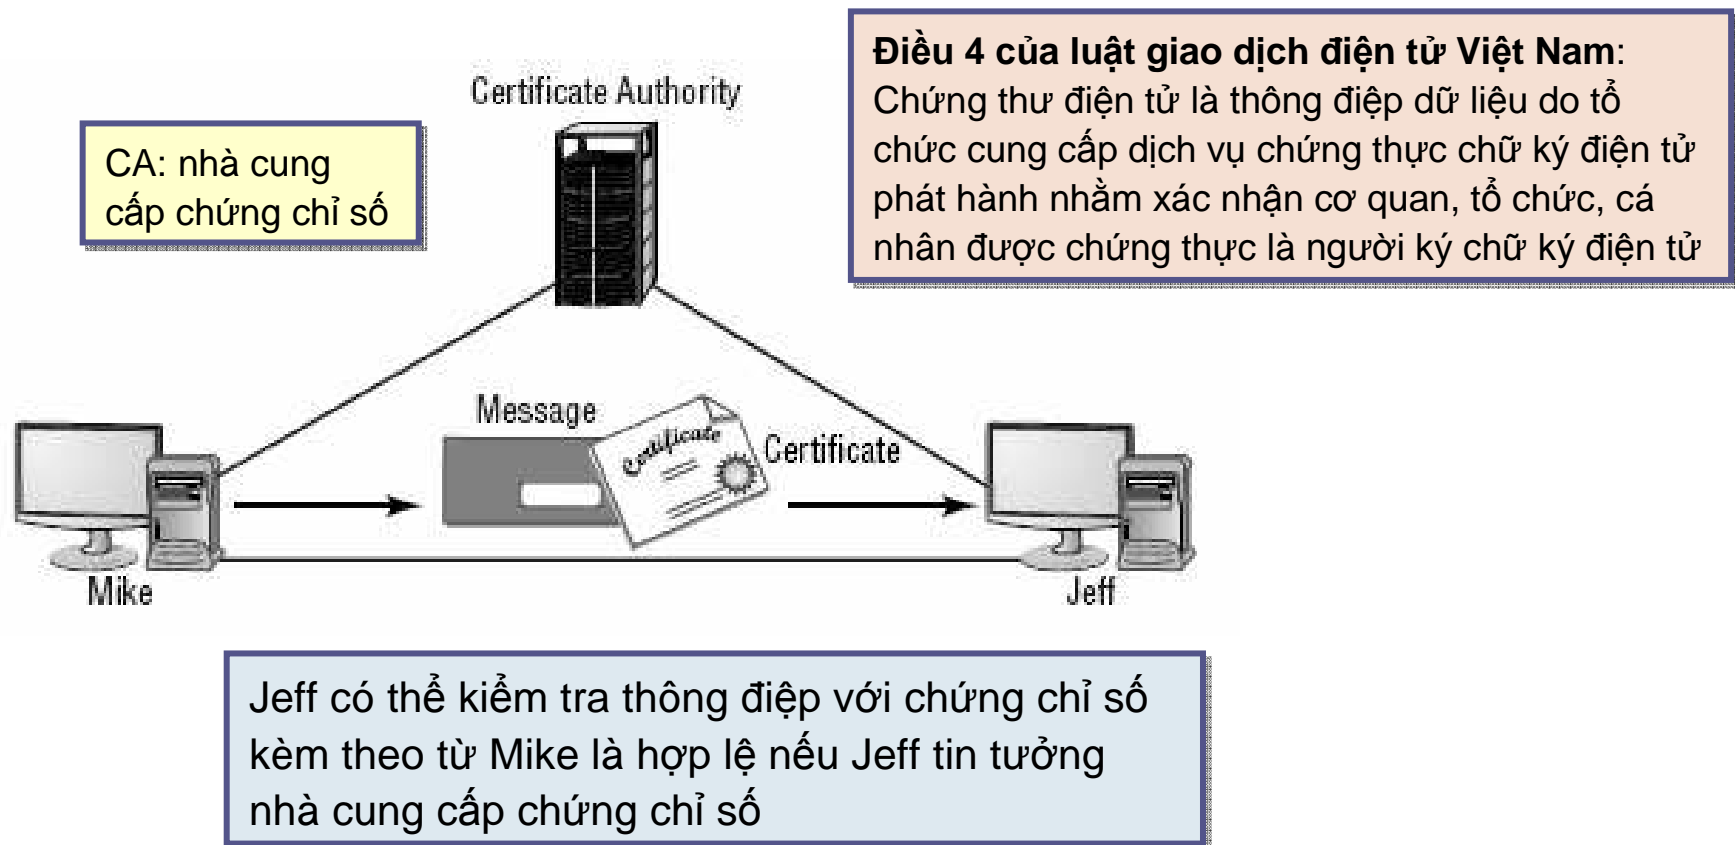 Điều 4 của luật giao dịch điện tử Việt Nam:
Chứng thư điện tử là thông điệp dữ liệu do tổ
chức cung cấp dịch vụ chứng thực chữ ký điện tử
phát hành nhằm xác nhận cơ quan, tổ chức, cá
nhân được chứng thực là người ký chữ ký điện tử
Certificate Authority
CA: nhà cung
cấp chứng chỉ số
Message
Certificate
Certificate
Mike
Jeff
Jeff có thể kiểm tra thông điệp với chứng chỉ số
kèm theo từ Mike là hợp lệ nếu Jeff tin tưởng
nhà cung cấp chứng chỉ số